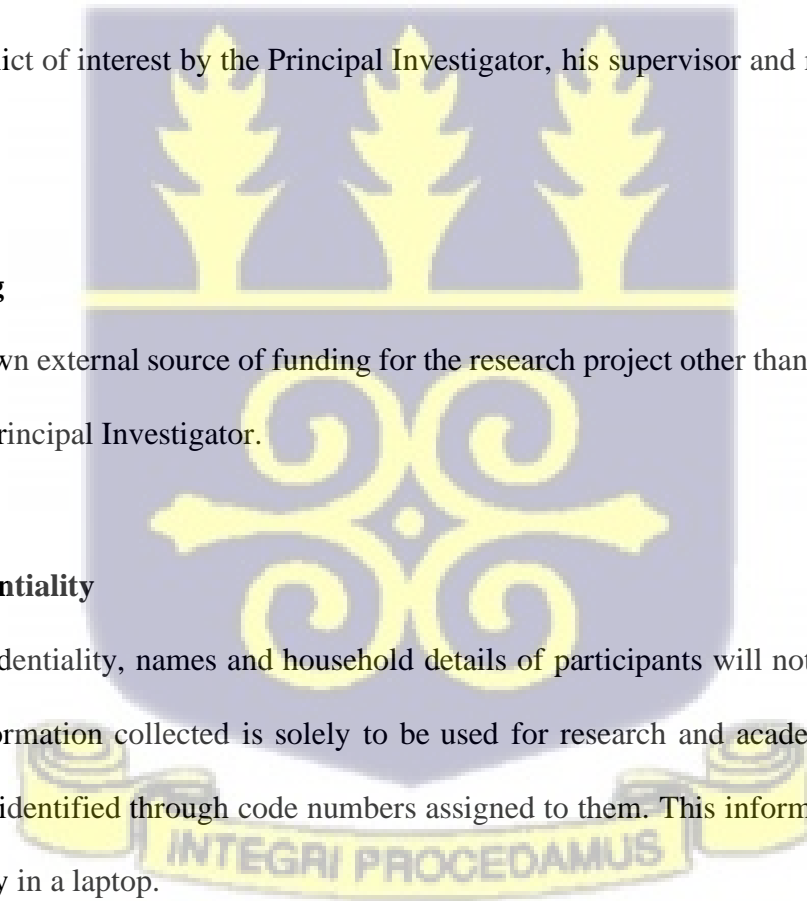 ict of interest by the Principal Investigator, his supervisor and
g
wn external source of funding for the research project other than
rincipal Investigator.
ntiality
dentiality, names and household details of participants will not
ormation collected is solely to be used for research and acade
identified through code numbers assigned to them. This inform
y in a laptop.
INTEGRI PROCEDAMUS